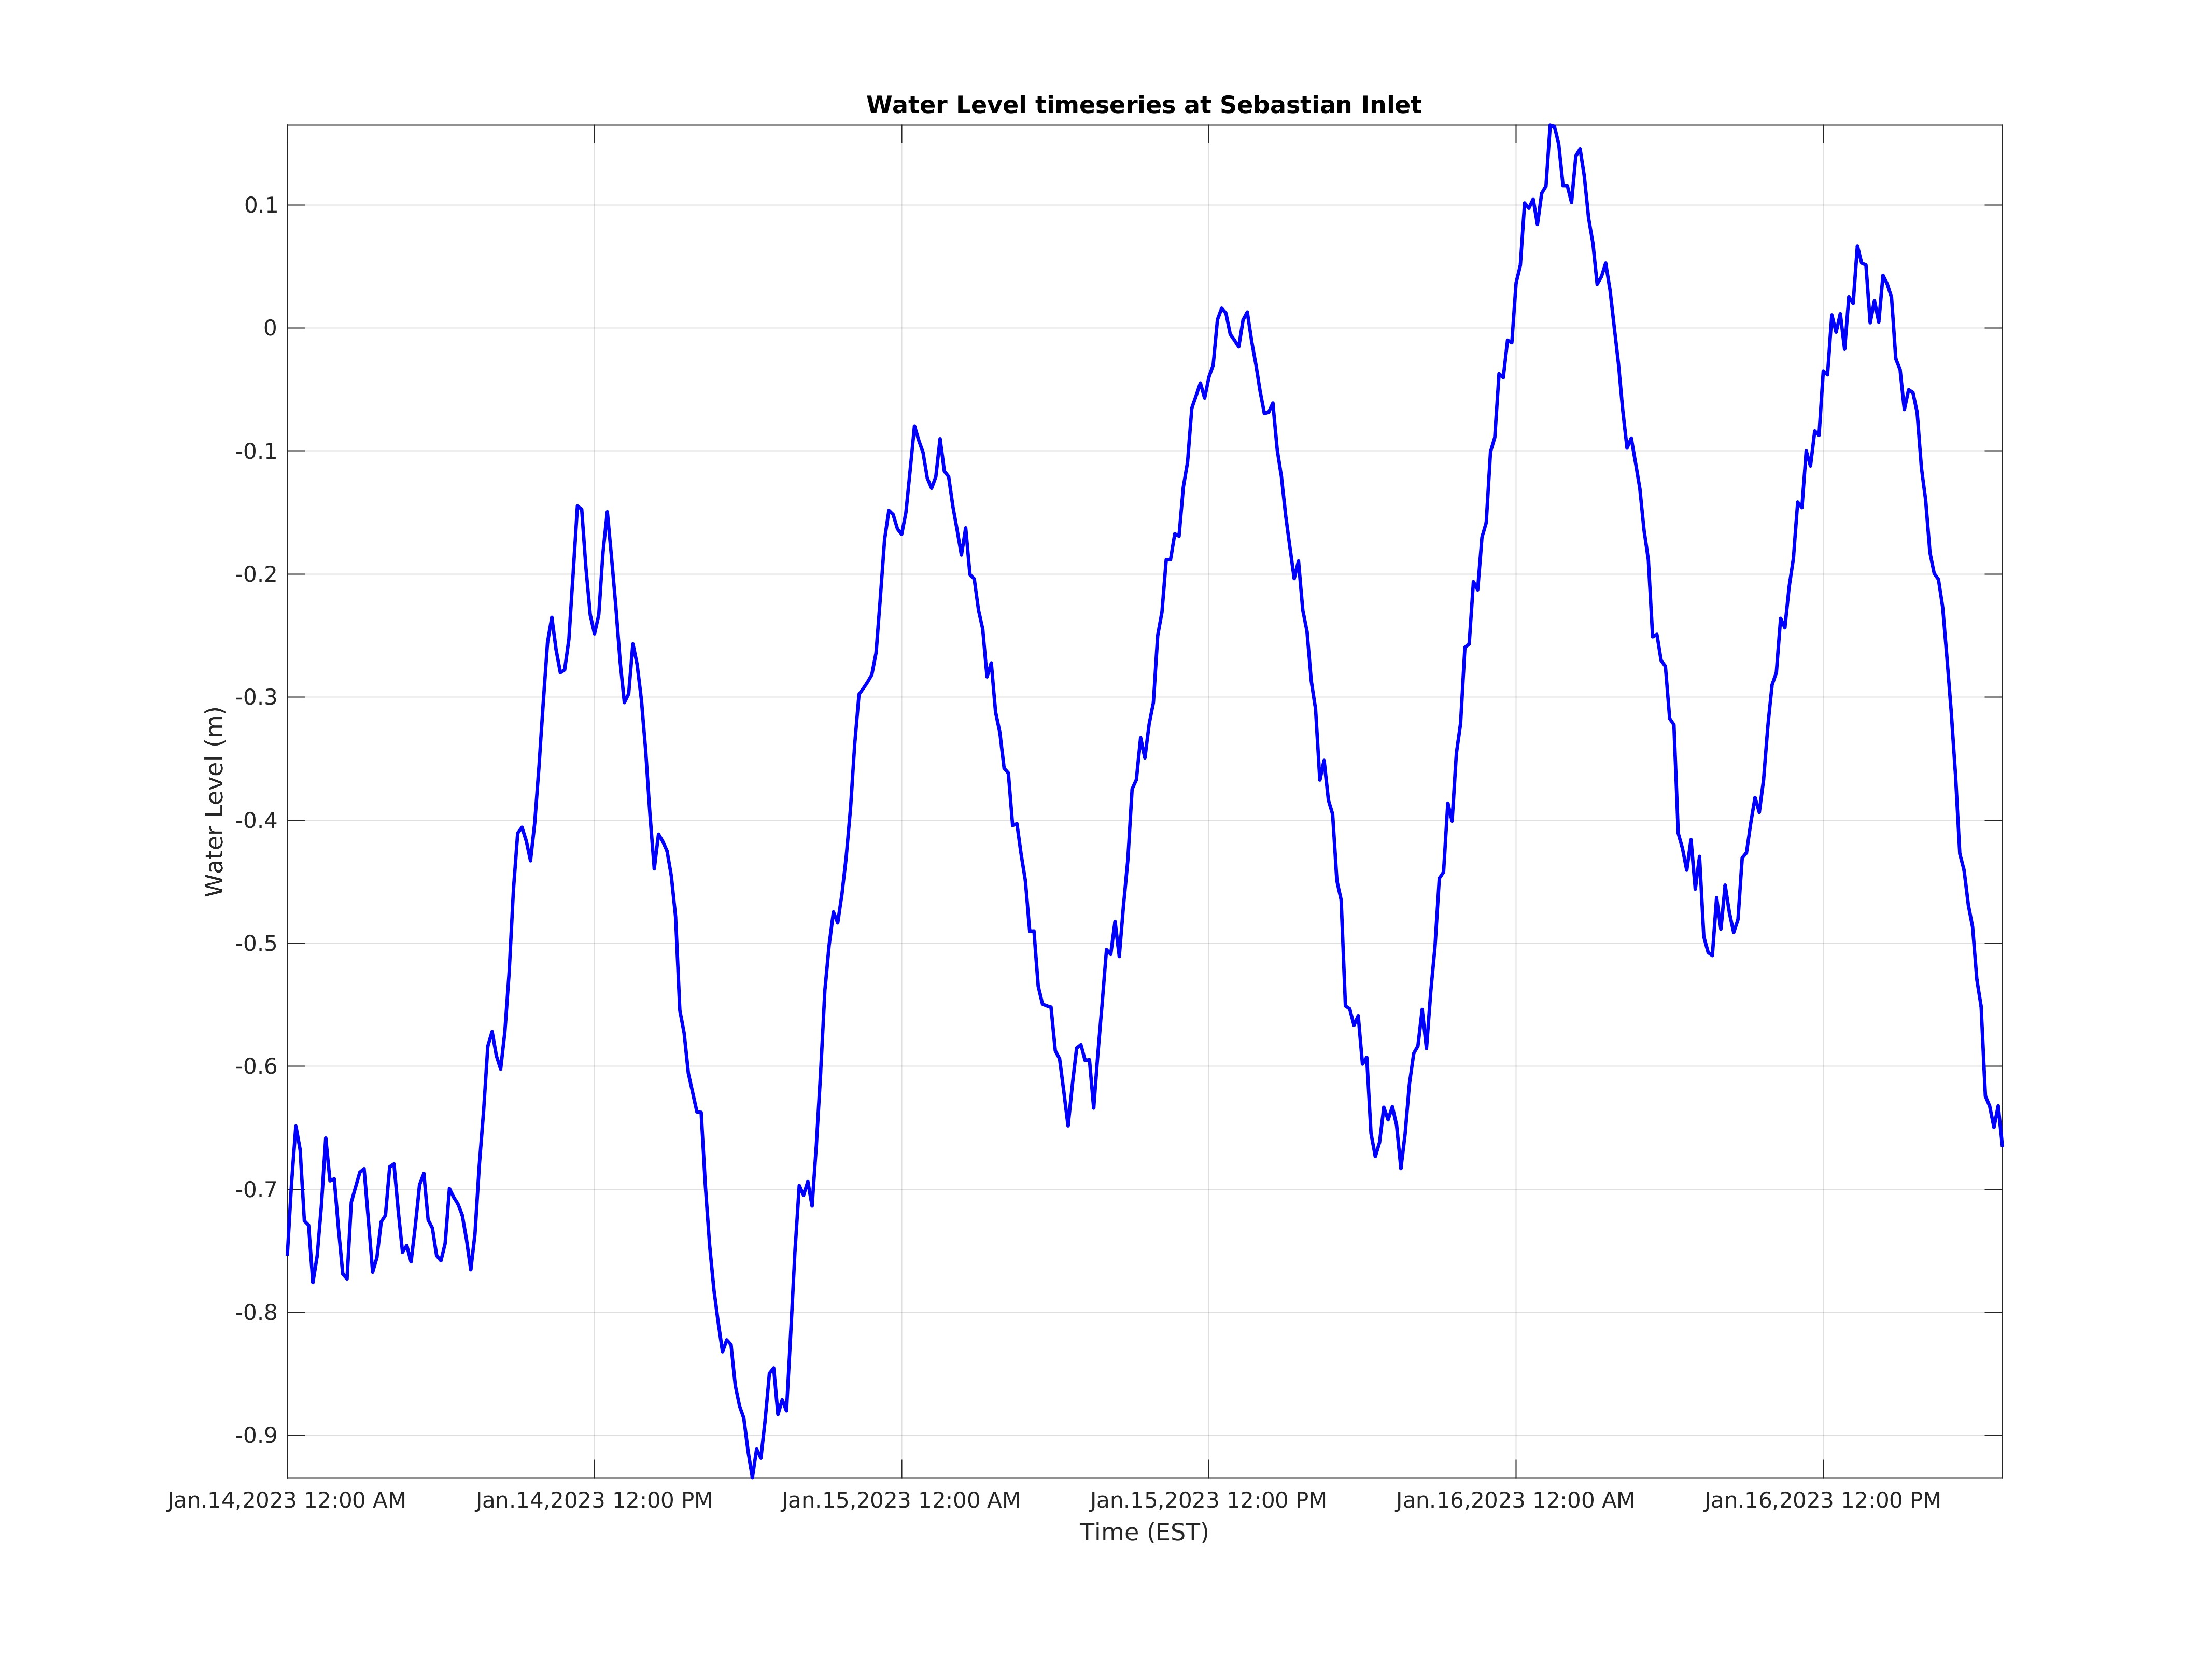 Water Level timeseries at Sebastian Inlet
0.1
0
-0.1
-0.2
-0.3
-0.4
-0.5
-0.6
-0.7
-0.8
-0.9
Water Level (m)
Jan.14,2023 12:00 AM
Jan.14,2023 12:00 PM
Jan.15,2023 12:00 AM
Jan.15,2023 12:00 PM
Jan.16,2023 12:00 AM
Jan.16,2023 12:00 PM
Time (EST)